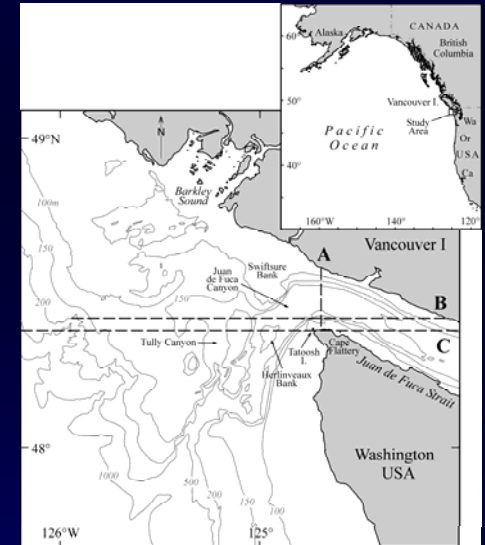 CANADA
Alaska
60°
British
Columbia
50°
Vancouver I.
Study
Area
Wa
Pacific
Ocean
Or
USA
40°
Ca
160°W
140°
120°
49°N
N
Barkley
Sound
100m
150
200
Vancouver I
A
Swiftsure
Bank
Juan
de Fuca
Canyon
150
B
C
Tully Canyon
Tatoosh
I.
Cape
Flattery
Herlinveaux
Bank
Juan de Fuca Strait
48°
Washington
USA
1000
500
200
150
100
126°W
125°